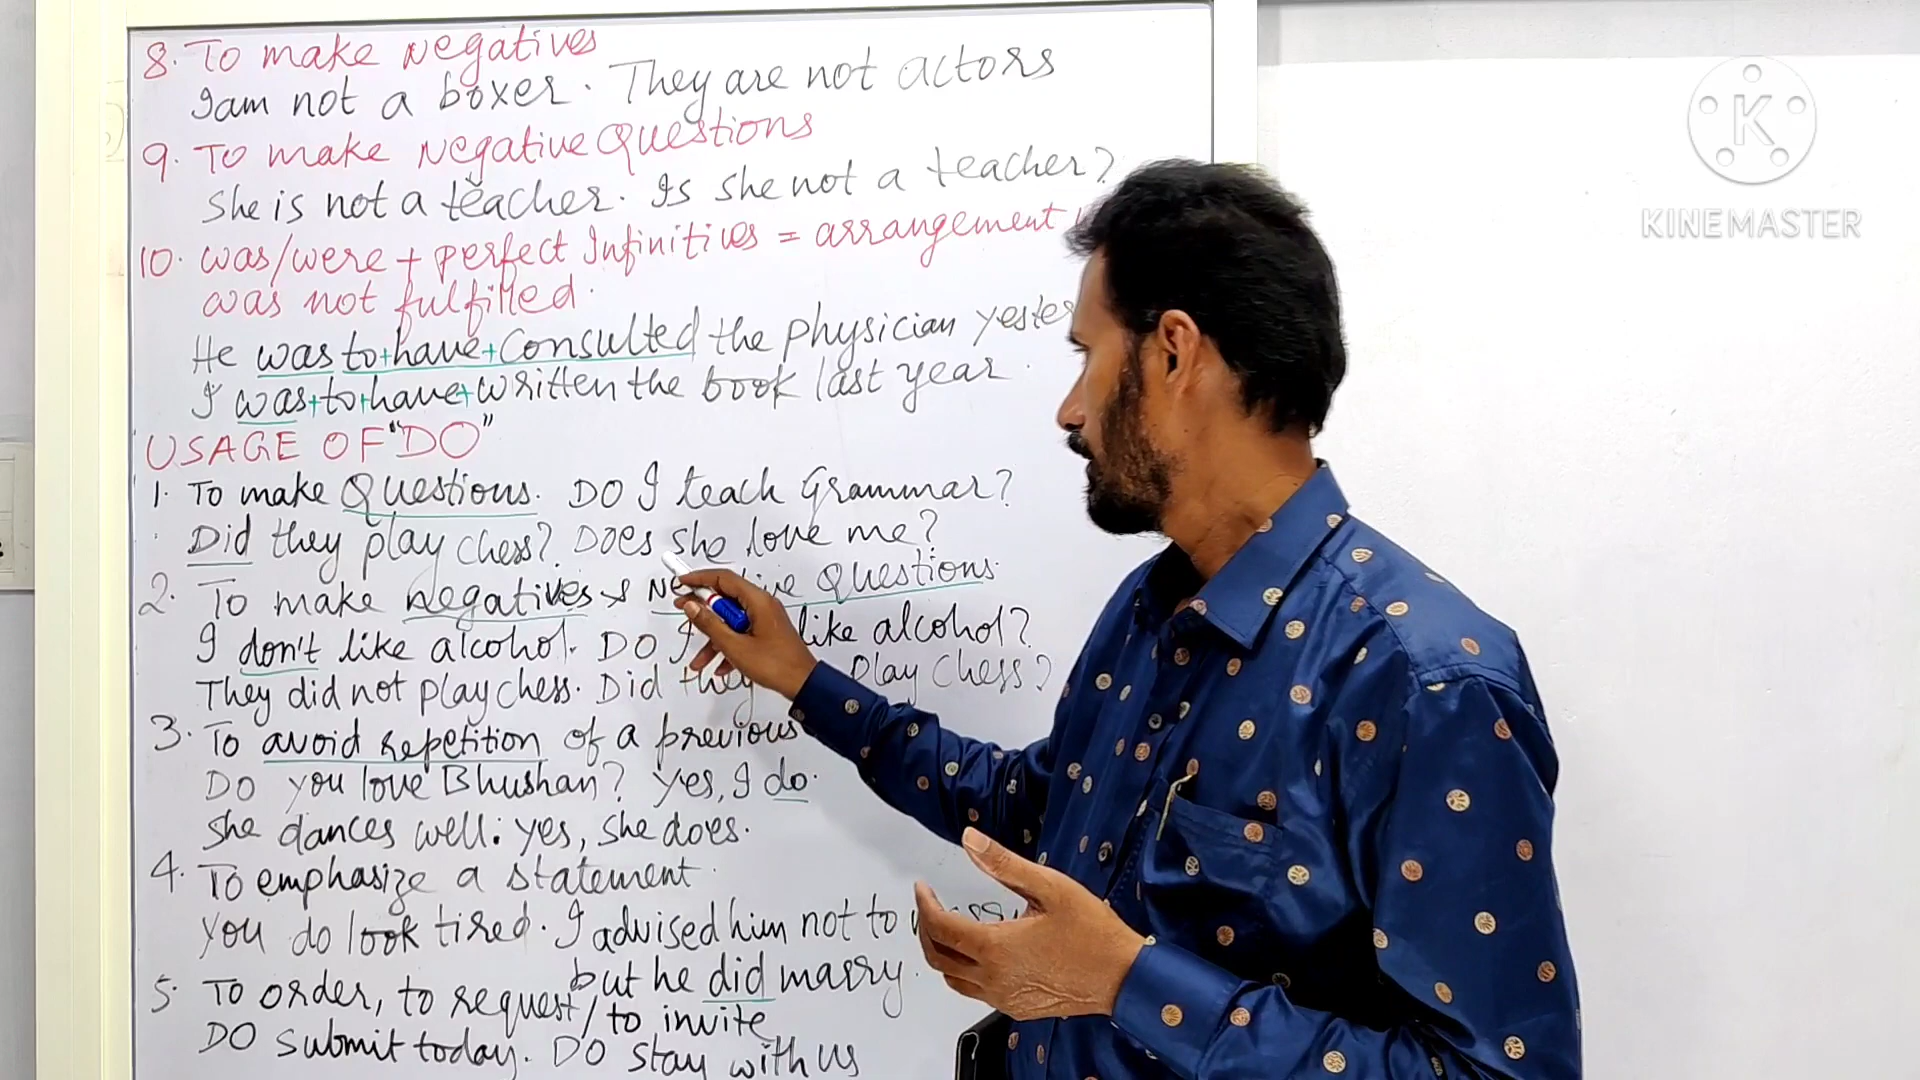 8. To make negatives
I am not a boxer. They are not actors
9. To make Negative Questions
She is not a teacher. Is she not a teacher?
10. was/were + perfect Infinitives = arrangement
was not fulfilled.
He was to+have+consulted the physician
I was+to+have+written the book last year.
USAGE OF "DO"
1. To make Questions. DO I teach Grammar?
Did they play chess? Does she love me?
2. To make negatives & Questions.
I don't like alcohol. DO I like alcohol?
They did not play chess. Did they play chess?
3. To avoid repetition of a previous
Do you love Bhushan? Yes, I do.
She dances well: yes, she does.
4. To emphasize a statement.
you do look tired. I advised him not to
but he did marry.
5. To order, to request/to invite
DO submit today. DO stay with us
K
KINEMASTER